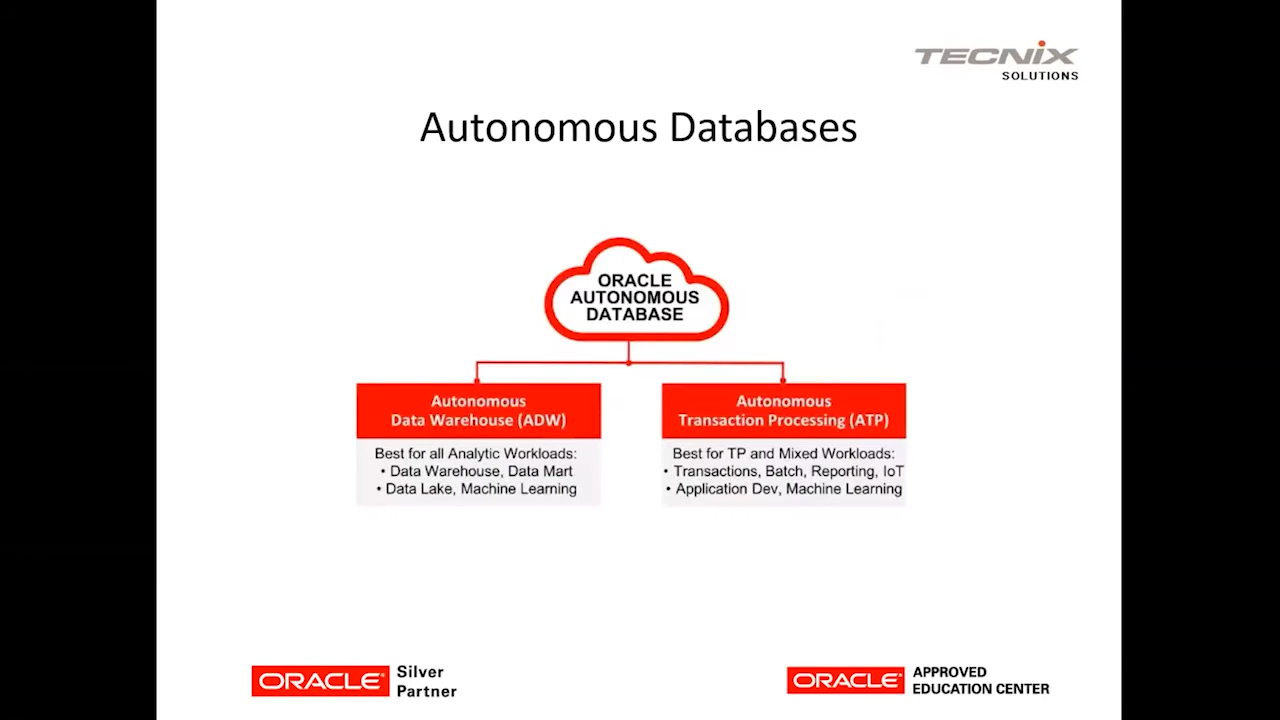 TECNIX
SOLUTIONS
Autonomous Databases
ORACLE
AUTONOMOUS
DATABASE
Autonomous
Data Warehouse (ADW)
Best for all Analytic Workloads:
• Data Warehouse, Data Mart
• Data Lake, Machine Learning
Autonomous
Transaction Processing (ATP)
Best for TP and Mixed Workloads:
• Transactions, Batch, Reporting, IoT
• Application Dev, Machine Learning
ORACLE®
Silver
Partner
ORACLE®
APPROVED
EDUCATION CENTER